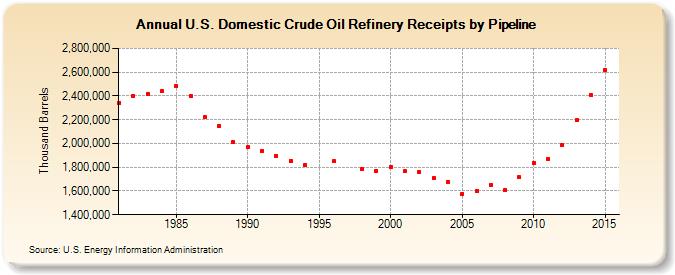 Annual U.S. Domestic Crude Oil Refinery Receipts by Pipeline
Thousand Barrels
2,800,000
2,600,000
2,400,000
2,200,000
2,000,000
1,800,000
1,600,000
1,400,000
1985 1990 1995 2000 2005 2010 2015
Source: U.S. Energy Information Administration